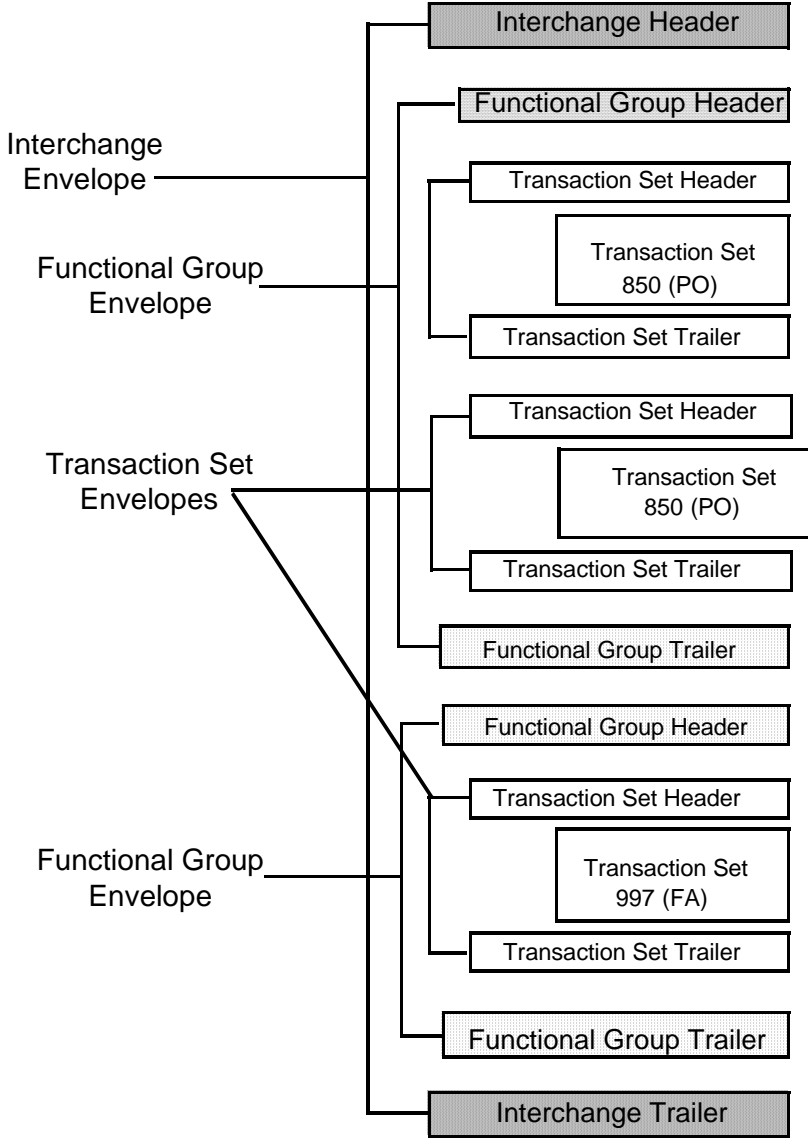 Interchange Header
Functional Group Header
Interchange
Envelope
Transaction Set Header
Transaction Set
850 (PO)
Functional Group
Envelope
Transaction Set Trailer
Transaction Set Header
Transaction Set
Envelopes
Transaction Set
850 (PO)
Transaction Set Trailer
Functional Group Trailer
Functional Group Header
Transaction Set Header
Functional Group
Envelope
Transaction Set
997 (FA)
Transaction Set Trailer
Functional Group Trailer
Interchange Trailer